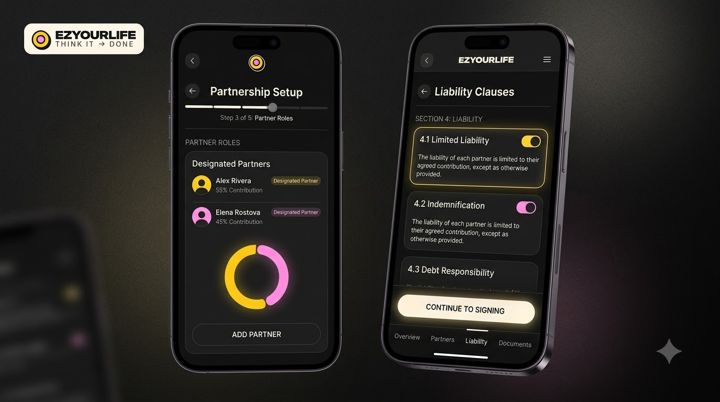 EZYOURLIFE
THINK IT → DONE
Partnership Setup
Step 3 of 5: Partner Roles
PARTNER ROLES
Designated Partners
Alex Rivera
Designated Partner
55% Contribution
Elena Rostova
Designated Partner
45% Contribution
ADD PARTNER
EZYOURLIFE
Liability Clauses
SECTION 4: LIABILITY
4.1 Limited Liability
The liability of each partner is limited to their
agreed contribution, except as otherwise
provided.
4.2 Indemnification
The liability of each partner is limited to
their agreed contribution, except as
otherwise provided.
4.3 Debt Responsibility
CONTINUE TO SIGNING
Overview Partners Liability Documents